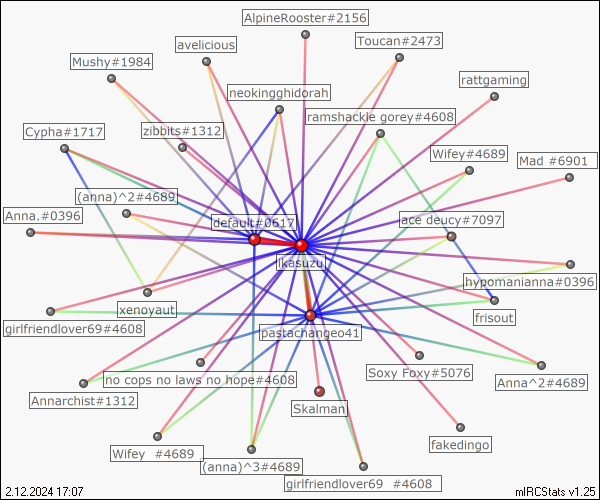 AlpineRooster#2156
Toucan#2473
avelicious
Mushy#1984
rattgaming
neokingghidorah
ramshackle gorey#4608
Cypha#1717
zibbits#1312
Wifey#4689
Mad #6901
(anna)^2#4689
Anna.#0396
default#0617
ace deucy#7097
ikasuzu
hypomanianna#0396
xenoyaut
frisout
girlfriendlover69#4608
pastachangeo41
no cops no laws no hope#4608
Soxy Foxy#5076
Anna^2#4689
Annarchist#1312
Skalman
fakedingo
Wifey #4689
(anna)^3#4689
girlfriendlover69 #4608
2.12.2024 17:07
mIRCStats v1.25